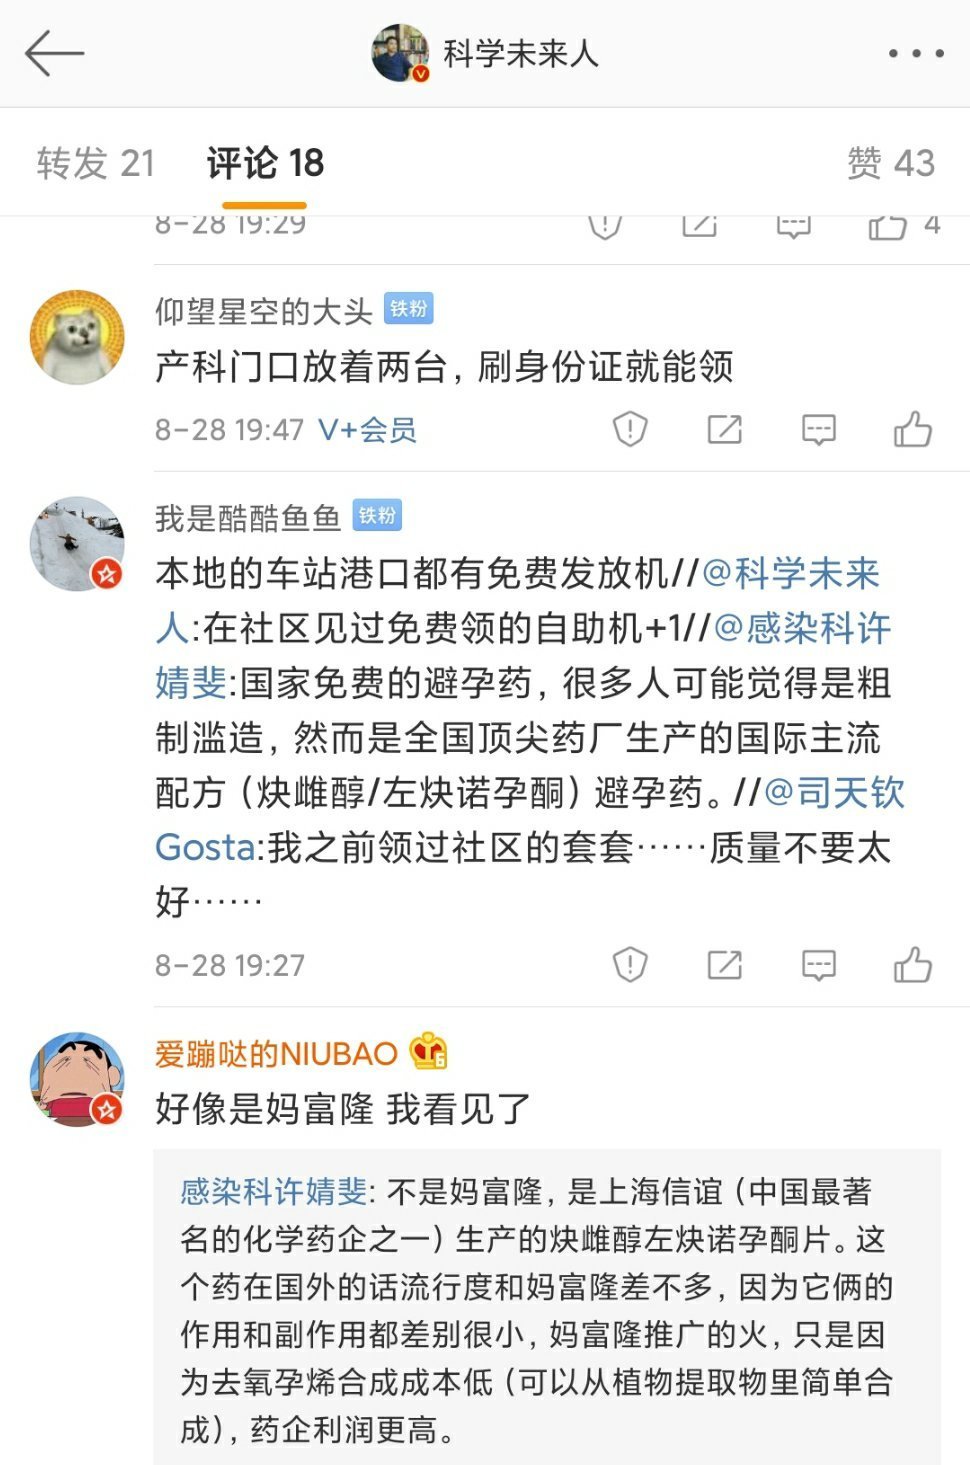 科学未来人
转发 21
评论 18
赞 43
8-28 19:29
4
仰望星空的大头 铁粉
产科门口放着两台，刷身份证就能领
8-28 19:47 V+会员
我是酷酷鱼鱼 铁粉
本地的车站港口都有免费发放机//@科学未来
人:在社区见过免费领的自助机+1//@感染科许
婧斐:国家免费的避孕药，很多人可能觉得是粗
制滥造，然而是全国顶尖药厂生产的国际主流
配方（炔雌醇/左炔诺孕酮）避孕药。//@司天钦
Gosta:我之前领过社区的套套……质量不要太
好……
8-28 19:27
爱蹦哒的NIUBAO 6
好像是妈富隆 我看见了
感染科许婧斐: 不是妈富隆，是上海信谊（中国最著
名的化学药企之一）生产的炔雌醇左炔诺孕酮片。这
个药在国外的话流行度和妈富隆差不多，因为它俩的
作用和副作用都差别很小，妈富隆推广的火，只是因
为去氧孕烯合成成本低（可以从植物提取物里简单合
成），药企利润更高。